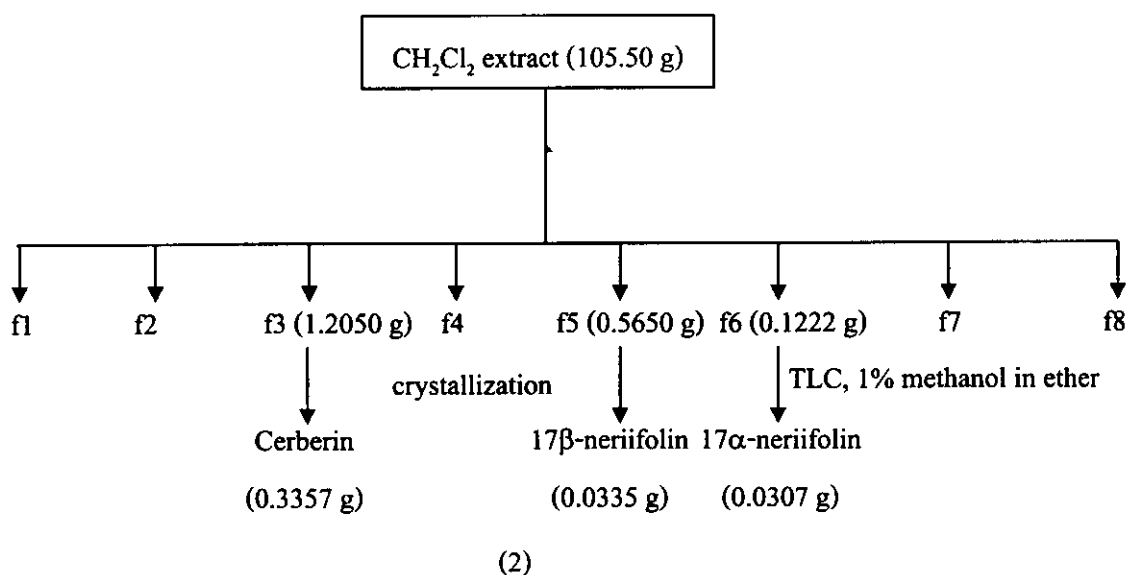 CH₂Cl₂ extract (105.50 g)
f1 f2 f3 (1.2050 g) f4 f5 (0.5650 g) f6 (0.1222 g) f7 f8
crystallization TLC, 1% methanol in ether
Cerberin 17β-neriifolin 17α-neriifolin
(0.3357 g) (0.0335 g) (0.0307 g)
(2)